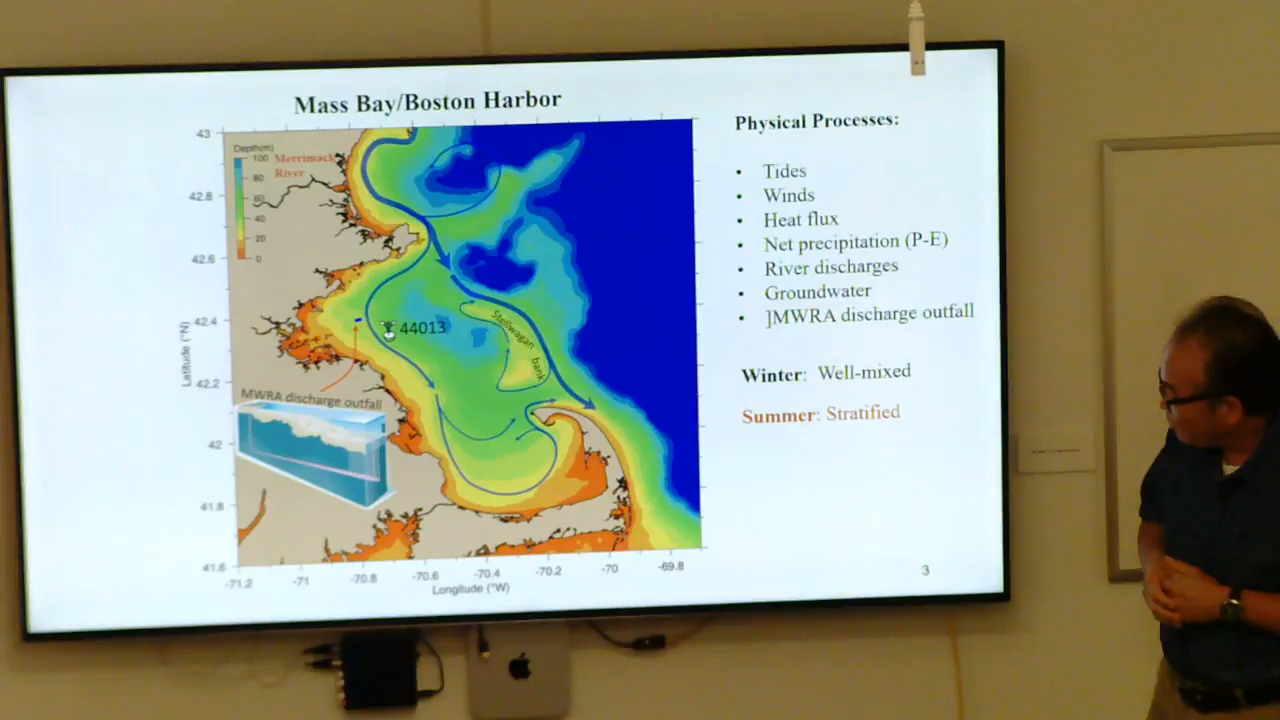 Mass Bay/Boston Harbor
Depth(m)
100
80
60
40
20
0
Merrimack
River
43
42.8
42.6
42.4
42.2
42
41.8
41.6
Latitude (°N)
44013
Stellwagan
bank
MWRA discharge outfall
-71.2
-71
-70.8
-70.6
-70.4
-70.2
-70
-69.8
Longitude (°W)
Physical Processes:
• Tides
• Winds
• Heat flux
• Net precipitation (P-E)
• River discharges
• Groundwater
• ]MWRA discharge outfall
Winter: Well-mixed
Summer: Stratified
3